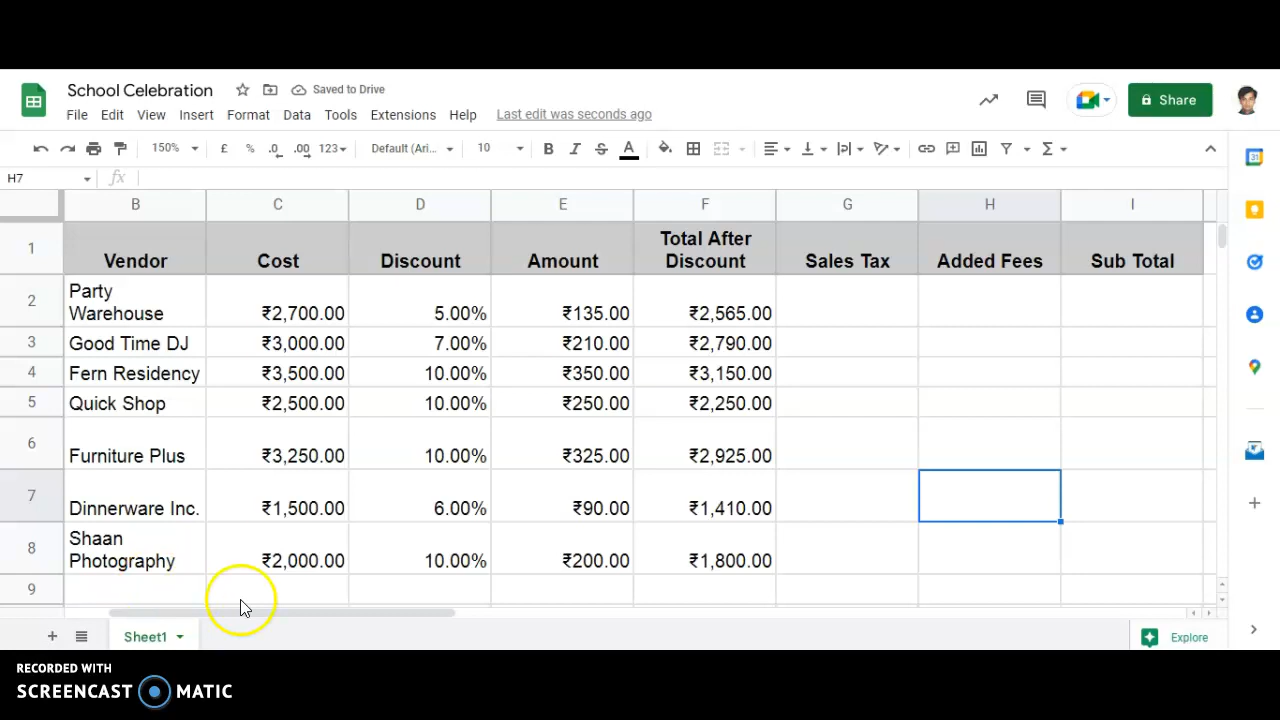 School Celebration Saved to Drive
File Edit View Insert Format Data Tools Extensions Help Last edit was seconds ago
Share
150% £ % .0 .00 123 Default (Ari... 10 B I S A Σ
H7 fx
B C D E F G H I
1 Vendor Cost Discount Amount Total After Discount Sales Tax Added Fees Sub Total
2 Party Warehouse ₹2,700.00 5.00% ₹135.00 ₹2,565.00
3 Good Time DJ ₹3,000.00 7.00% ₹210.00 ₹2,790.00
4 Fern Residency ₹3,500.00 10.00% ₹350.00 ₹3,150.00
5 Quick Shop ₹2,500.00 10.00% ₹250.00 ₹2,250.00
6 Furniture Plus ₹3,250.00 10.00% ₹325.00 ₹2,925.00
7 Dinnerware Inc. ₹1,500.00 6.00% ₹90.00 ₹1,410.00
8 Shaan Photography ₹2,000.00 10.00% ₹200.00 ₹1,800.00
9
Sheet1 Explore
RECORDED WITH
SCREENCAST MATIC
31